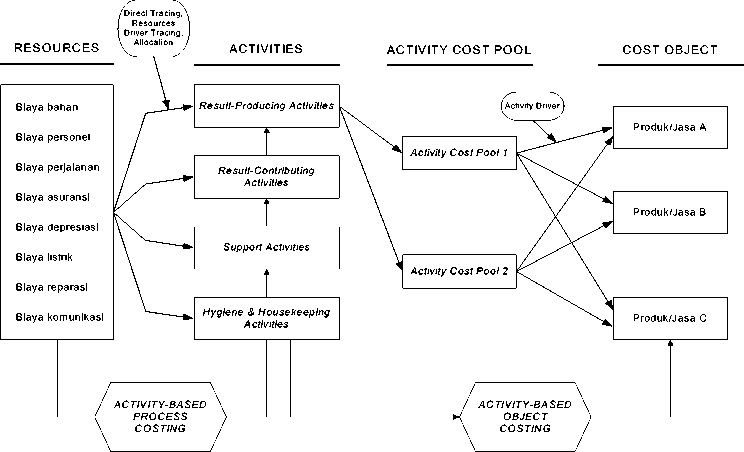 Direct Tracing,
Resources
Driver Tracing,
Allocation
RESOURCES
ACTIVITIES
ACTIVITY COST POOL
COST OBJECT
Biaya bahan
Biaya personel
Biaya perjalanan
Biaya asuransi
Biaya depresiasi
Biaya listrik
Biaya reparasi
Biaya komunikasi
Result-Producing Activities
Result-Contributing
Activities
Support Activities
Hygiene & Housekeeping
Activities
Activity Cost Pool 1
Activity Cost Pool 2
Activity Driver
Produk/Jasa A
Produk/Jasa B
Produk/Jasa C
ACTIVITY-BASED
PROCESS
COSTING
ACTIVITY-BASED
OBJECT
COSTING